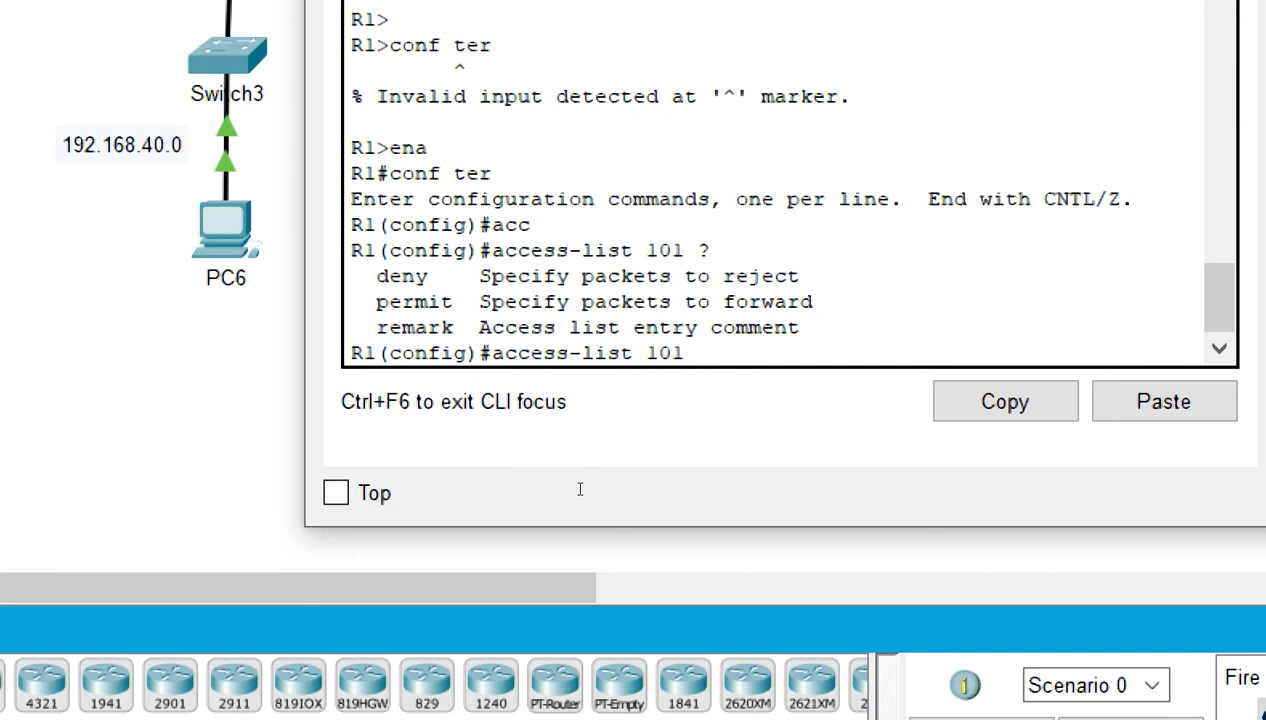 R1>
R1>conf ter
^
% Invalid input detected at '^' marker.
R1>ena
R1#conf ter
Enter configuration commands, one per line.  End with CNTL/Z.
R1(config)#acc
R1(config)#access-list 101 ?
deny    Specify packets to reject
permit  Specify packets to forward
remark  Access list entry comment
R1(config)#access-list 101
Switch3
192.168.40.0
PC6
Ctrl+F6 to exit CLI focus
Copy
Paste
Top
4321
1941
2901
2911
819IOX
819HGW
829
1240
PT-Router
PT-Empty
1841
2620XM
2621XM
2
Scenario 0
Fire